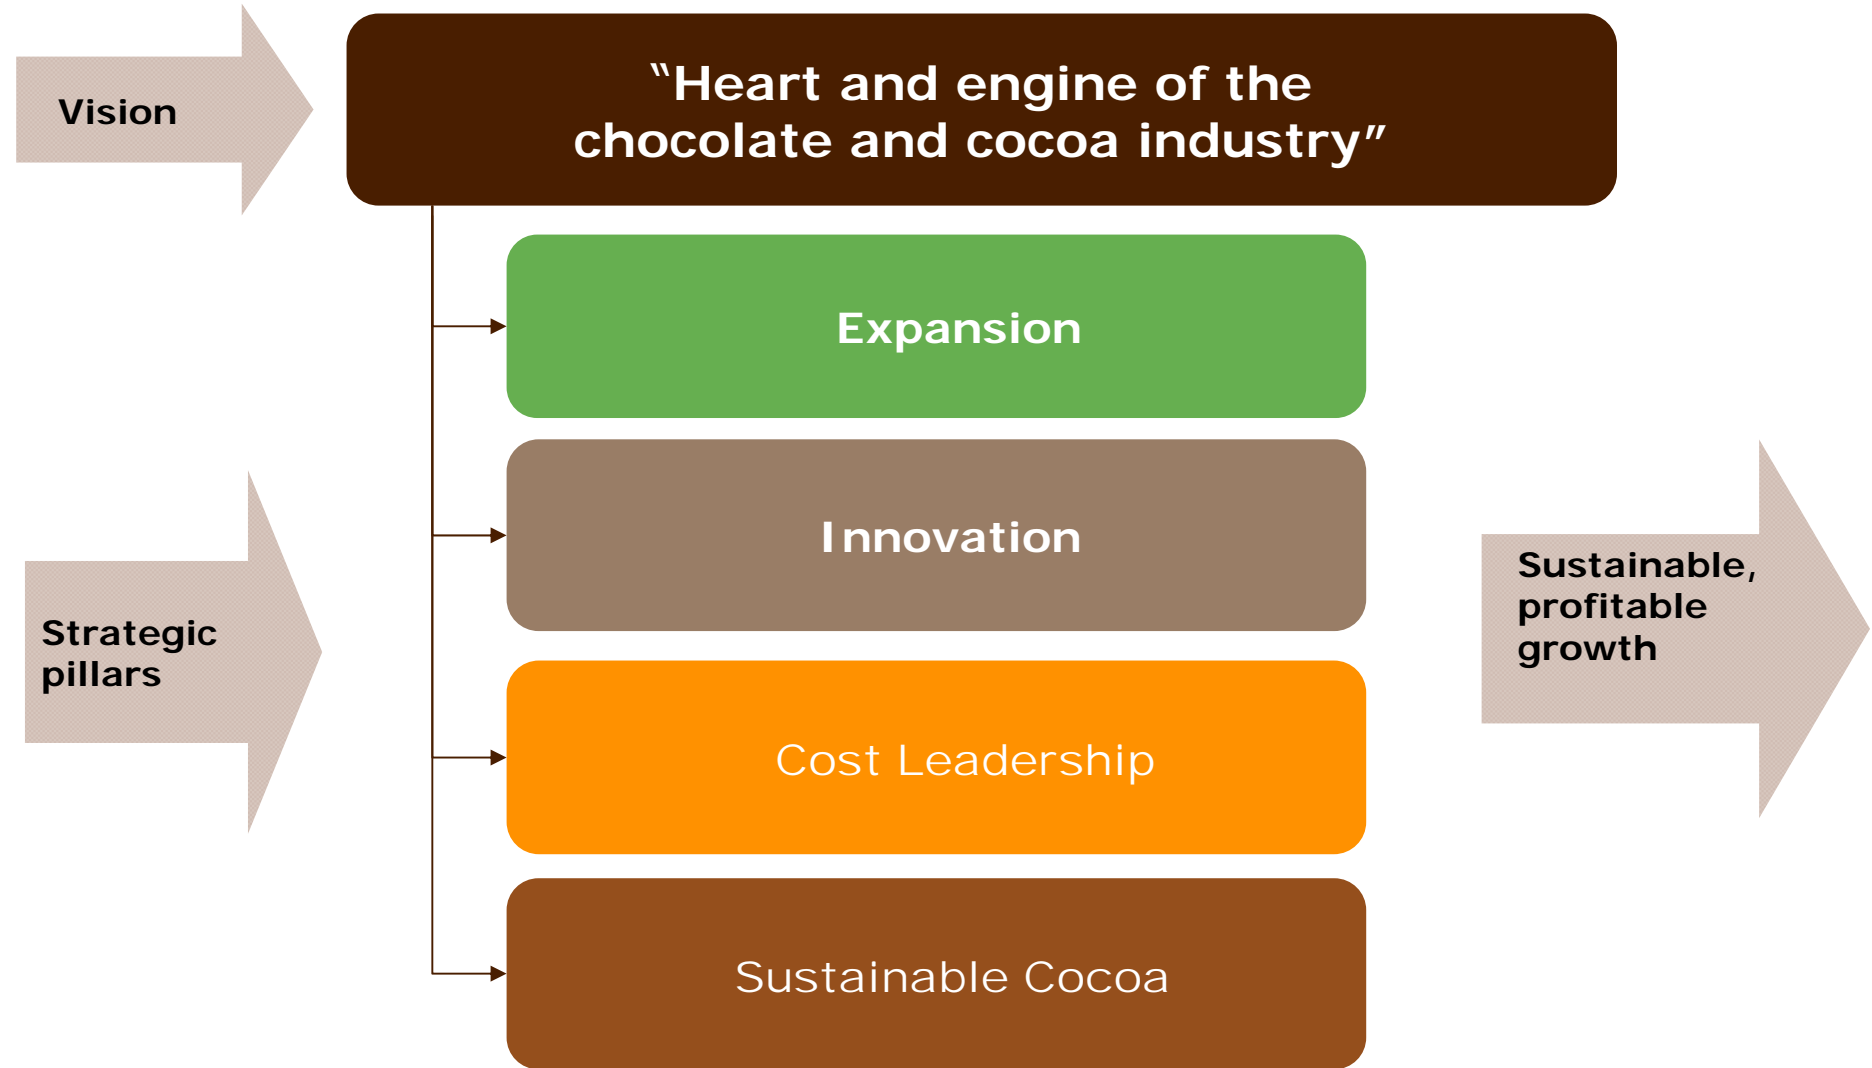 Vision
“Heart and engine of the
chocolate and cocoa industry”
Expansion
Innovation
Strategic
pillars
Cost Leadership
Sustainable Cocoa
Sustainable,
profitable
growth